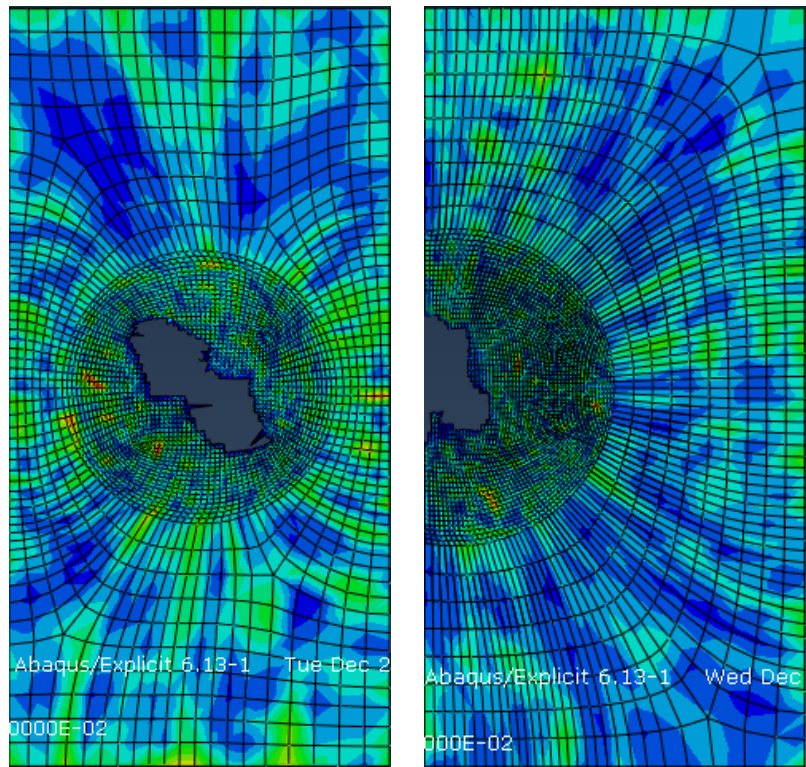 Abaqus/Explicit 6.13-1 Tue Dec 2
0000E-02
Abaqus/Explicit 6.13-1 Wed Dec
000E-02